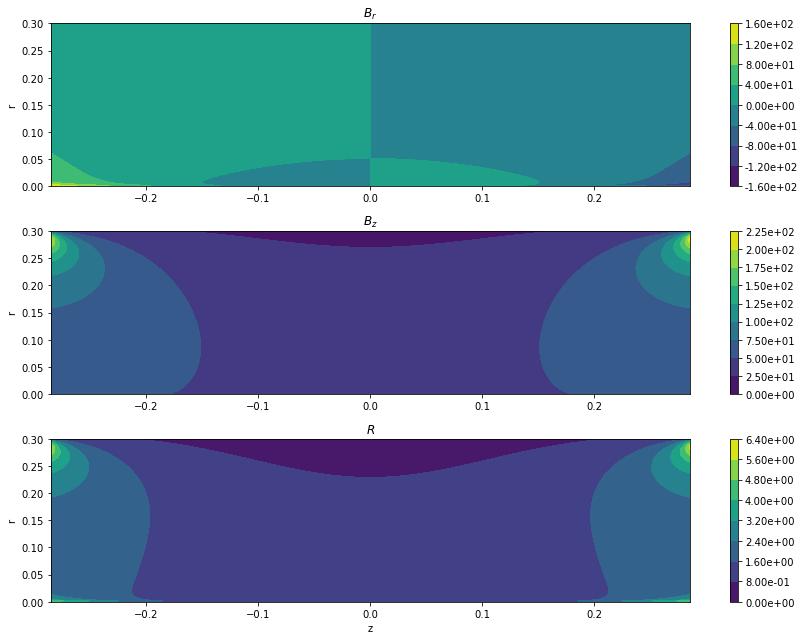 B_r
0.30
0.25
0.20
0.15
0.10
0.05
0.00
r
−0.2 −0.1 0.0 0.1 0.2
1.60e+02
1.20e+02
8.00e+01
4.00e+01
0.00e+00
-4.00e+01
-8.00e+01
-1.20e+02
-1.60e+02
B_z
0.30
0.25
0.20
0.15
0.10
0.05
0.00
r
−0.2 −0.1 0.0 0.1 0.2
2.25e+02
2.00e+02
1.75e+02
1.50e+02
1.25e+02
1.00e+02
7.50e+01
5.00e+01
2.50e+01
0.00e+00
R
0.30
0.25
0.20
0.15
0.10
0.05
0.00
r
−0.2 −0.1 0.0 0.1 0.2
z
6.40e+00
5.60e+00
4.80e+00
4.00e+00
3.20e+00
2.40e+00
1.60e+00
8.00e-01
0.00e+00